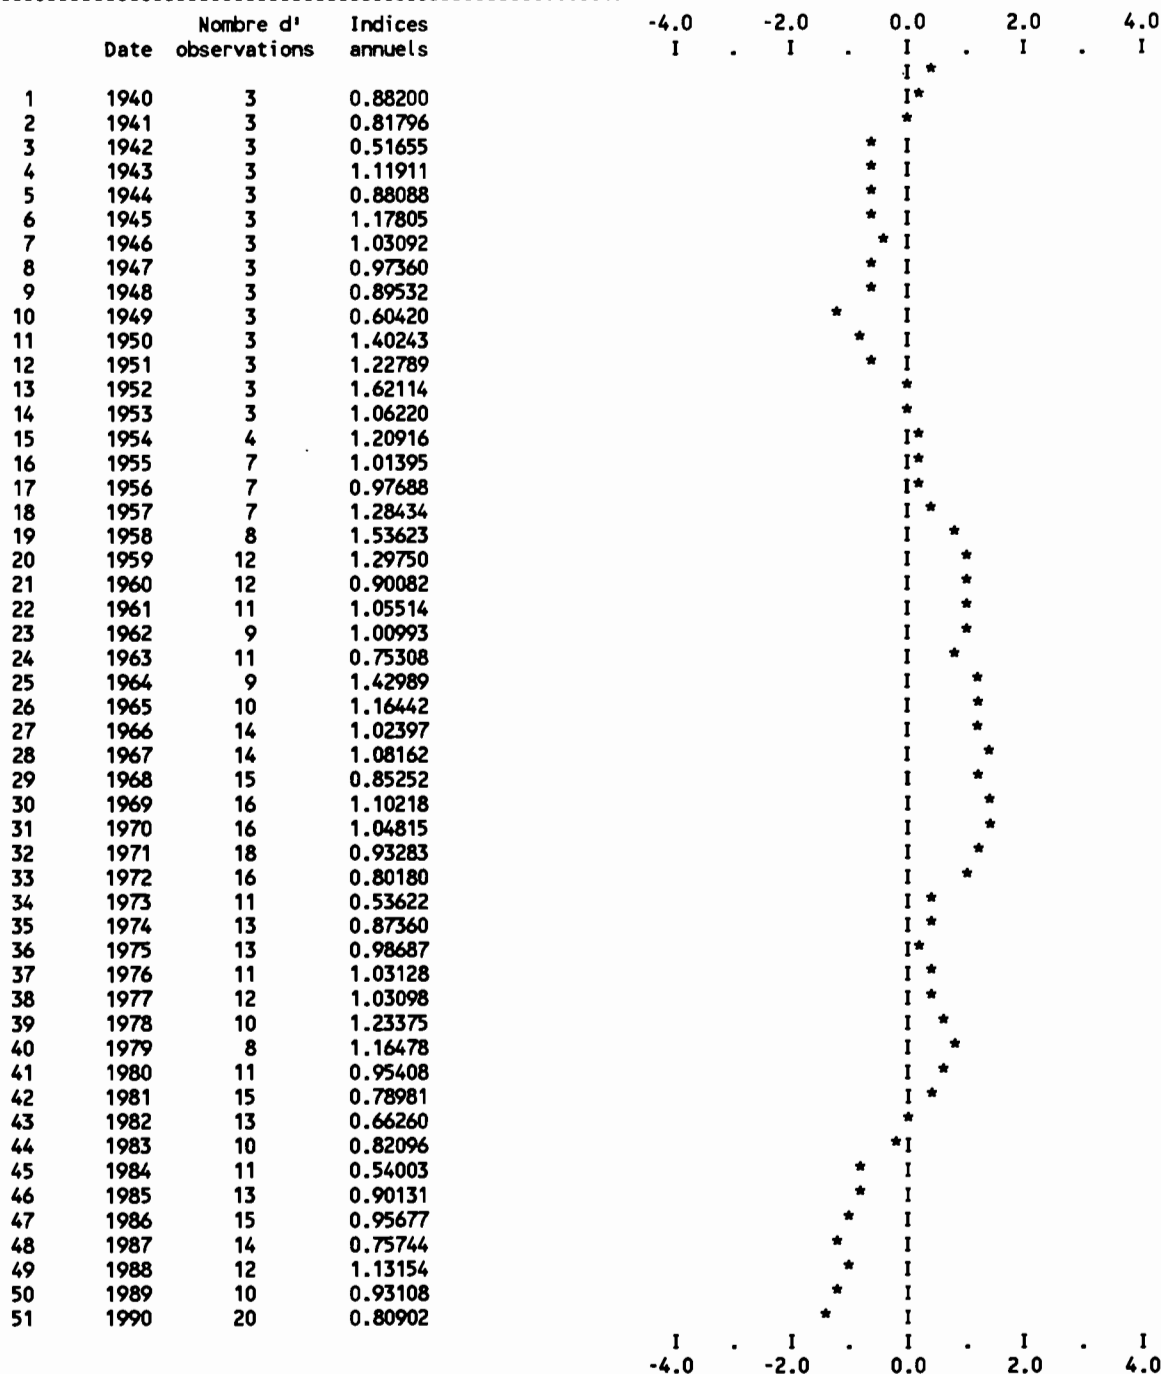 Nombre d' Indices -4.0 -2.0 0.0 2.0 4.0
Date observations annuels I . I . I . I . I
I *
1 1940 3 0.88200 I *
2 1941 3 0.81796 *
3 1942 3 0.51655 * I
4 1943 3 1.11911 * I
5 1944 3 0.88088 * I
6 1945 3 1.17805 * I
7 1946 3 1.03092 * I
8 1947 3 0.97360 * I
9 1948 3 0.89532 * I
10 1949 3 0.60420 * I
11 1950 3 1.40243 * I
12 1951 3 1.22789 * I
13 1952 3 1.62114 *
14 1953 3 1.06220 *
15 1954 4 1.20916 I *
16 1955 7 1.01395 I *
17 1956 7 0.97688 I *
18 1957 7 1.28434 I *
19 1958 8 1.53623 I *
20 1959 12 1.29750 I *
21 1960 12 0.90082 I *
22 1961 11 1.05514 I *
23 1962 9 1.00993 I *
24 1963 11 0.75308 I *
25 1964 9 1.42989 I *
26 1965 10 1.16442 I *
27 1966 14 1.02397 I *
28 1967 14 1.08162 I *
29 1968 15 0.85252 I *
30 1969 16 1.10218 I *
31 1970 16 1.04815 I *
32 1971 18 0.93283 I *
33 1972 16 0.80180 I *
34 1973 11 0.53622 I *
35 1974 13 0.87360 I *
36 1975 13 0.98687 I *
37 1976 11 1.03128 I *
38 1977 12 1.03098 I *
39 1978 10 1.23375 I *
40 1979 8 1.16478 I *
41 1980 11 0.95408 I *
42 1981 15 0.78981 I *
43 1982 13 0.66260 *
44 1983 10 0.82096 * I
45 1984 11 0.54003 * I
46 1985 13 0.90131 * I
47 1986 15 0.95677 * I
48 1987 14 0.75744 * I
49 1988 12 1.13154 * I
50 1989 10 0.93108 * I
51 1990 20 0.80902 * I
I . I . I . I . I
-4.0 -2.0 0.0 2.0 4.0